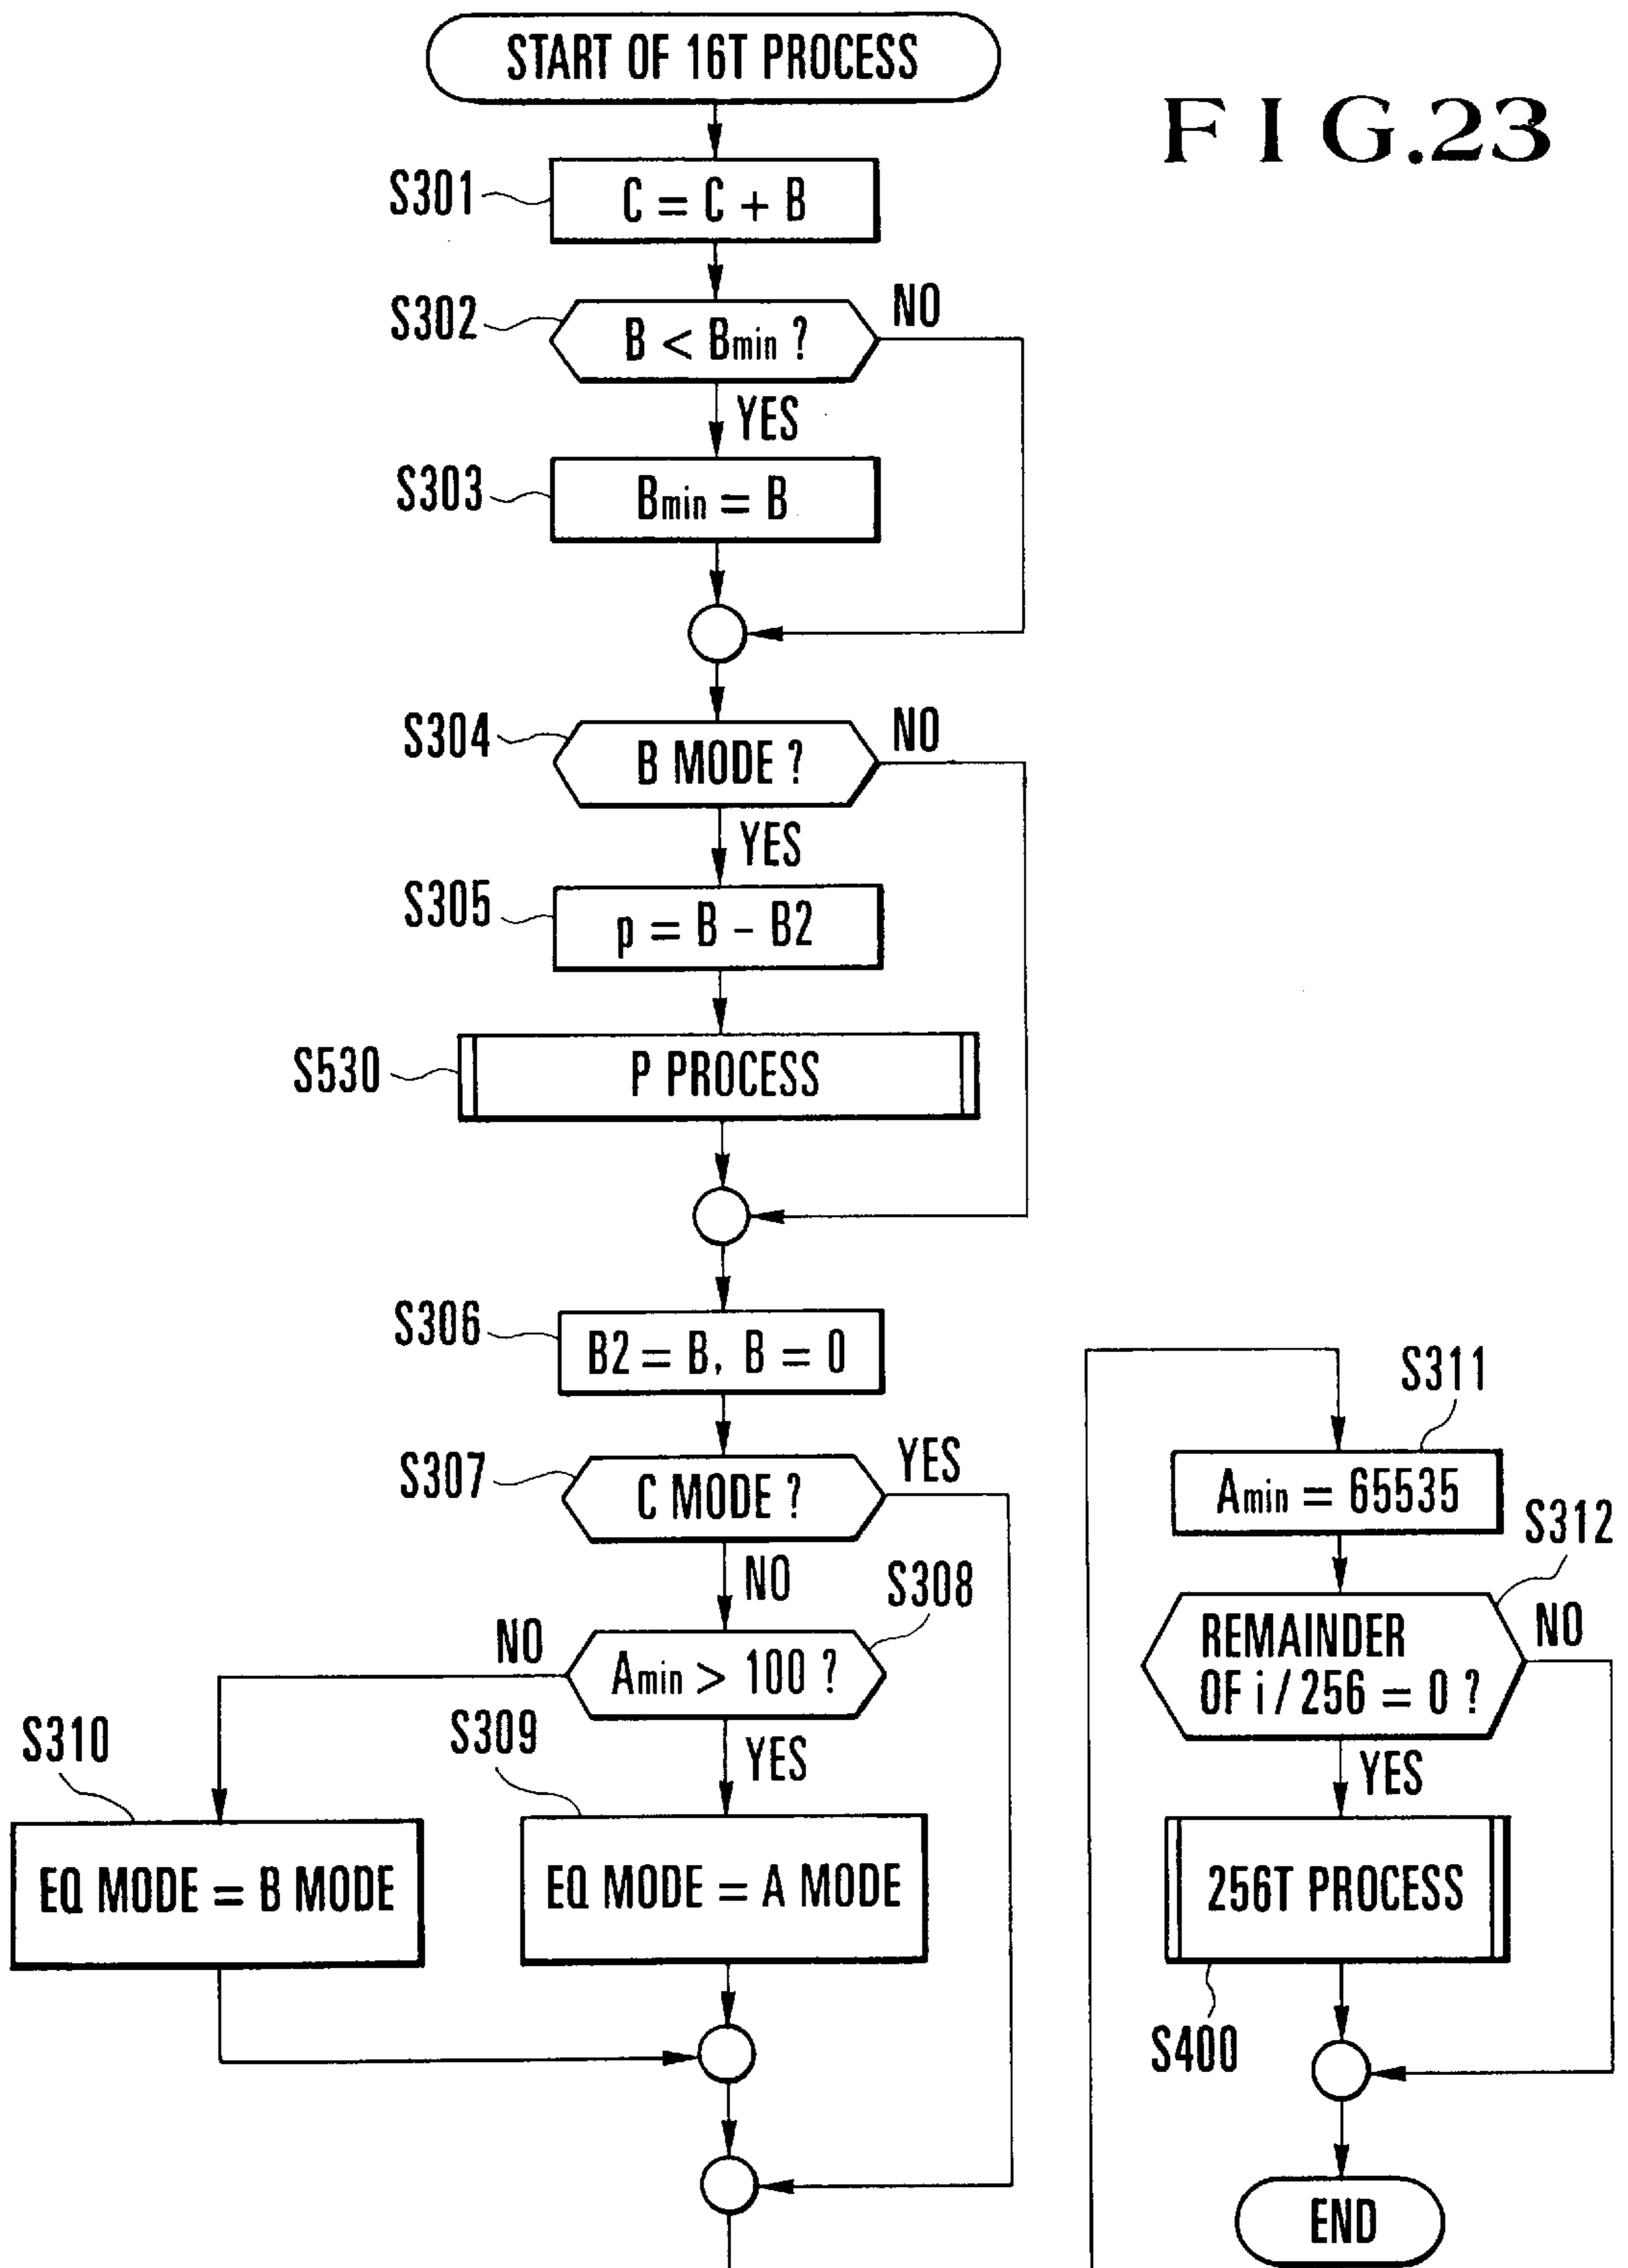 START OF 16T PROCESS
F I G.23
S301
C = C + B
S302
B < Bmin ?
NO
YES
S303
Bmin = B
S304
B MODE ?
NO
YES
S305
p = B - B2
S530
P PROCESS
S306
B2 = B, B = 0
S307
C MODE ?
YES
NO
S308
Amin > 100 ?
NO
YES
S310
EQ MODE = B MODE
S309
EQ MODE = A MODE
S311
Amin = 65535
S312
REMAINDER
OF i / 256 = 0 ?
NO
YES
256T PROCESS
S400
END